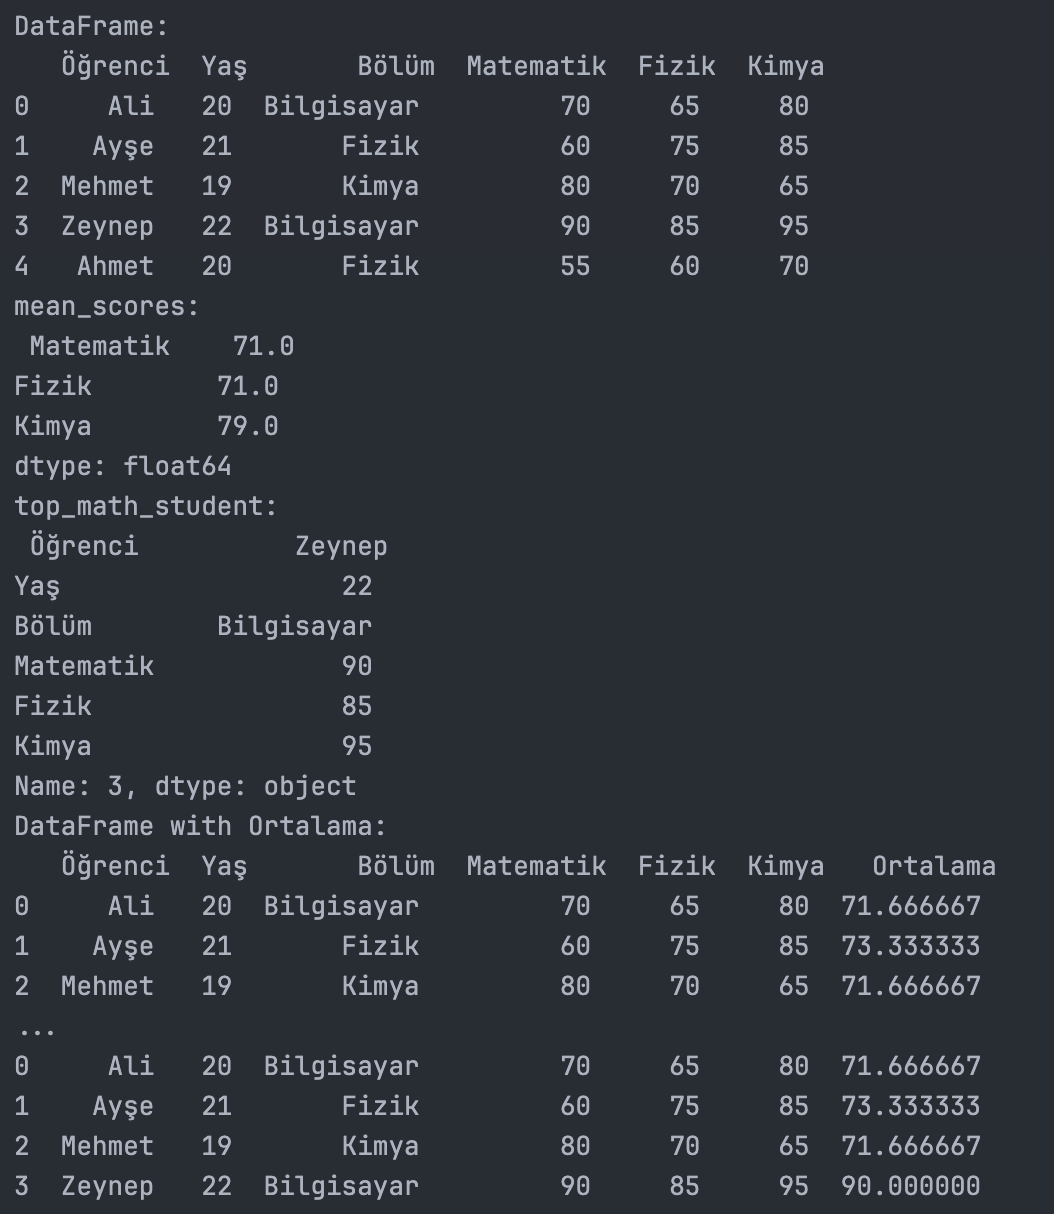 DataFrame:
   Öğrenci  Yaş       Bölüm  Matematik  Fizik  Kimya
0     Ali   20  Bilgisayar         70     65     80
1    Ayşe   21       Fizik         60     75     85
2  Mehmet   19       Kimya         80     70     65
3  Zeynep   22  Bilgisayar         90     85     95
4   Ahmet   20       Fizik         55     60     70
mean_scores:
 Matematik    71.0
Fizik        71.0
Kimya        79.0
dtype: float64
top_math_student:
 Öğrenci          Zeynep
Yaş                  22
Bölüm        Bilgisayar
Matematik            90
Fizik                85
Kimya                95
Name: 3, dtype: object
DataFrame with Ortalama:
   Öğrenci  Yaş       Bölüm  Matematik  Fizik  Kimya   Ortalama
0     Ali   20  Bilgisayar         70     65     80  71.666667
1    Ayşe   21       Fizik         60     75     85  73.333333
2  Mehmet   19       Kimya         80     70     65  71.666667
...
0     Ali   20  Bilgisayar         70     65     80  71.666667
1    Ayşe   21       Fizik         60     75     85  73.333333
2  Mehmet   19       Kimya         80     70     65  71.666667
3  Zeynep   22  Bilgisayar         90     85     95  90.000000